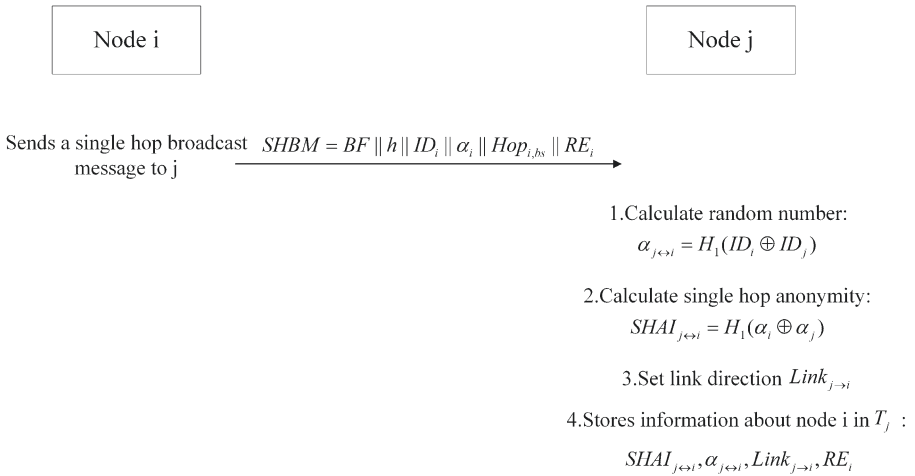 Node i
Node j
Sends a single hop broadcast
message to j
SHBM = BF || h || ID_i || α_i || Hop_{i,bs} || RE_i
1.Calculate random number:
α_{j↔i} = H_1(ID_i ⊕ ID_j)
2.Calculate single hop anonymity:
SHAI_{j↔i} = H_1(α_i ⊕ α_j)
3.Set link direction Link_{j→i}
4.Stores information about node i in T_j :
SHAI_{j↔i}, α_{j↔i}, Link_{j→i}, RE_i